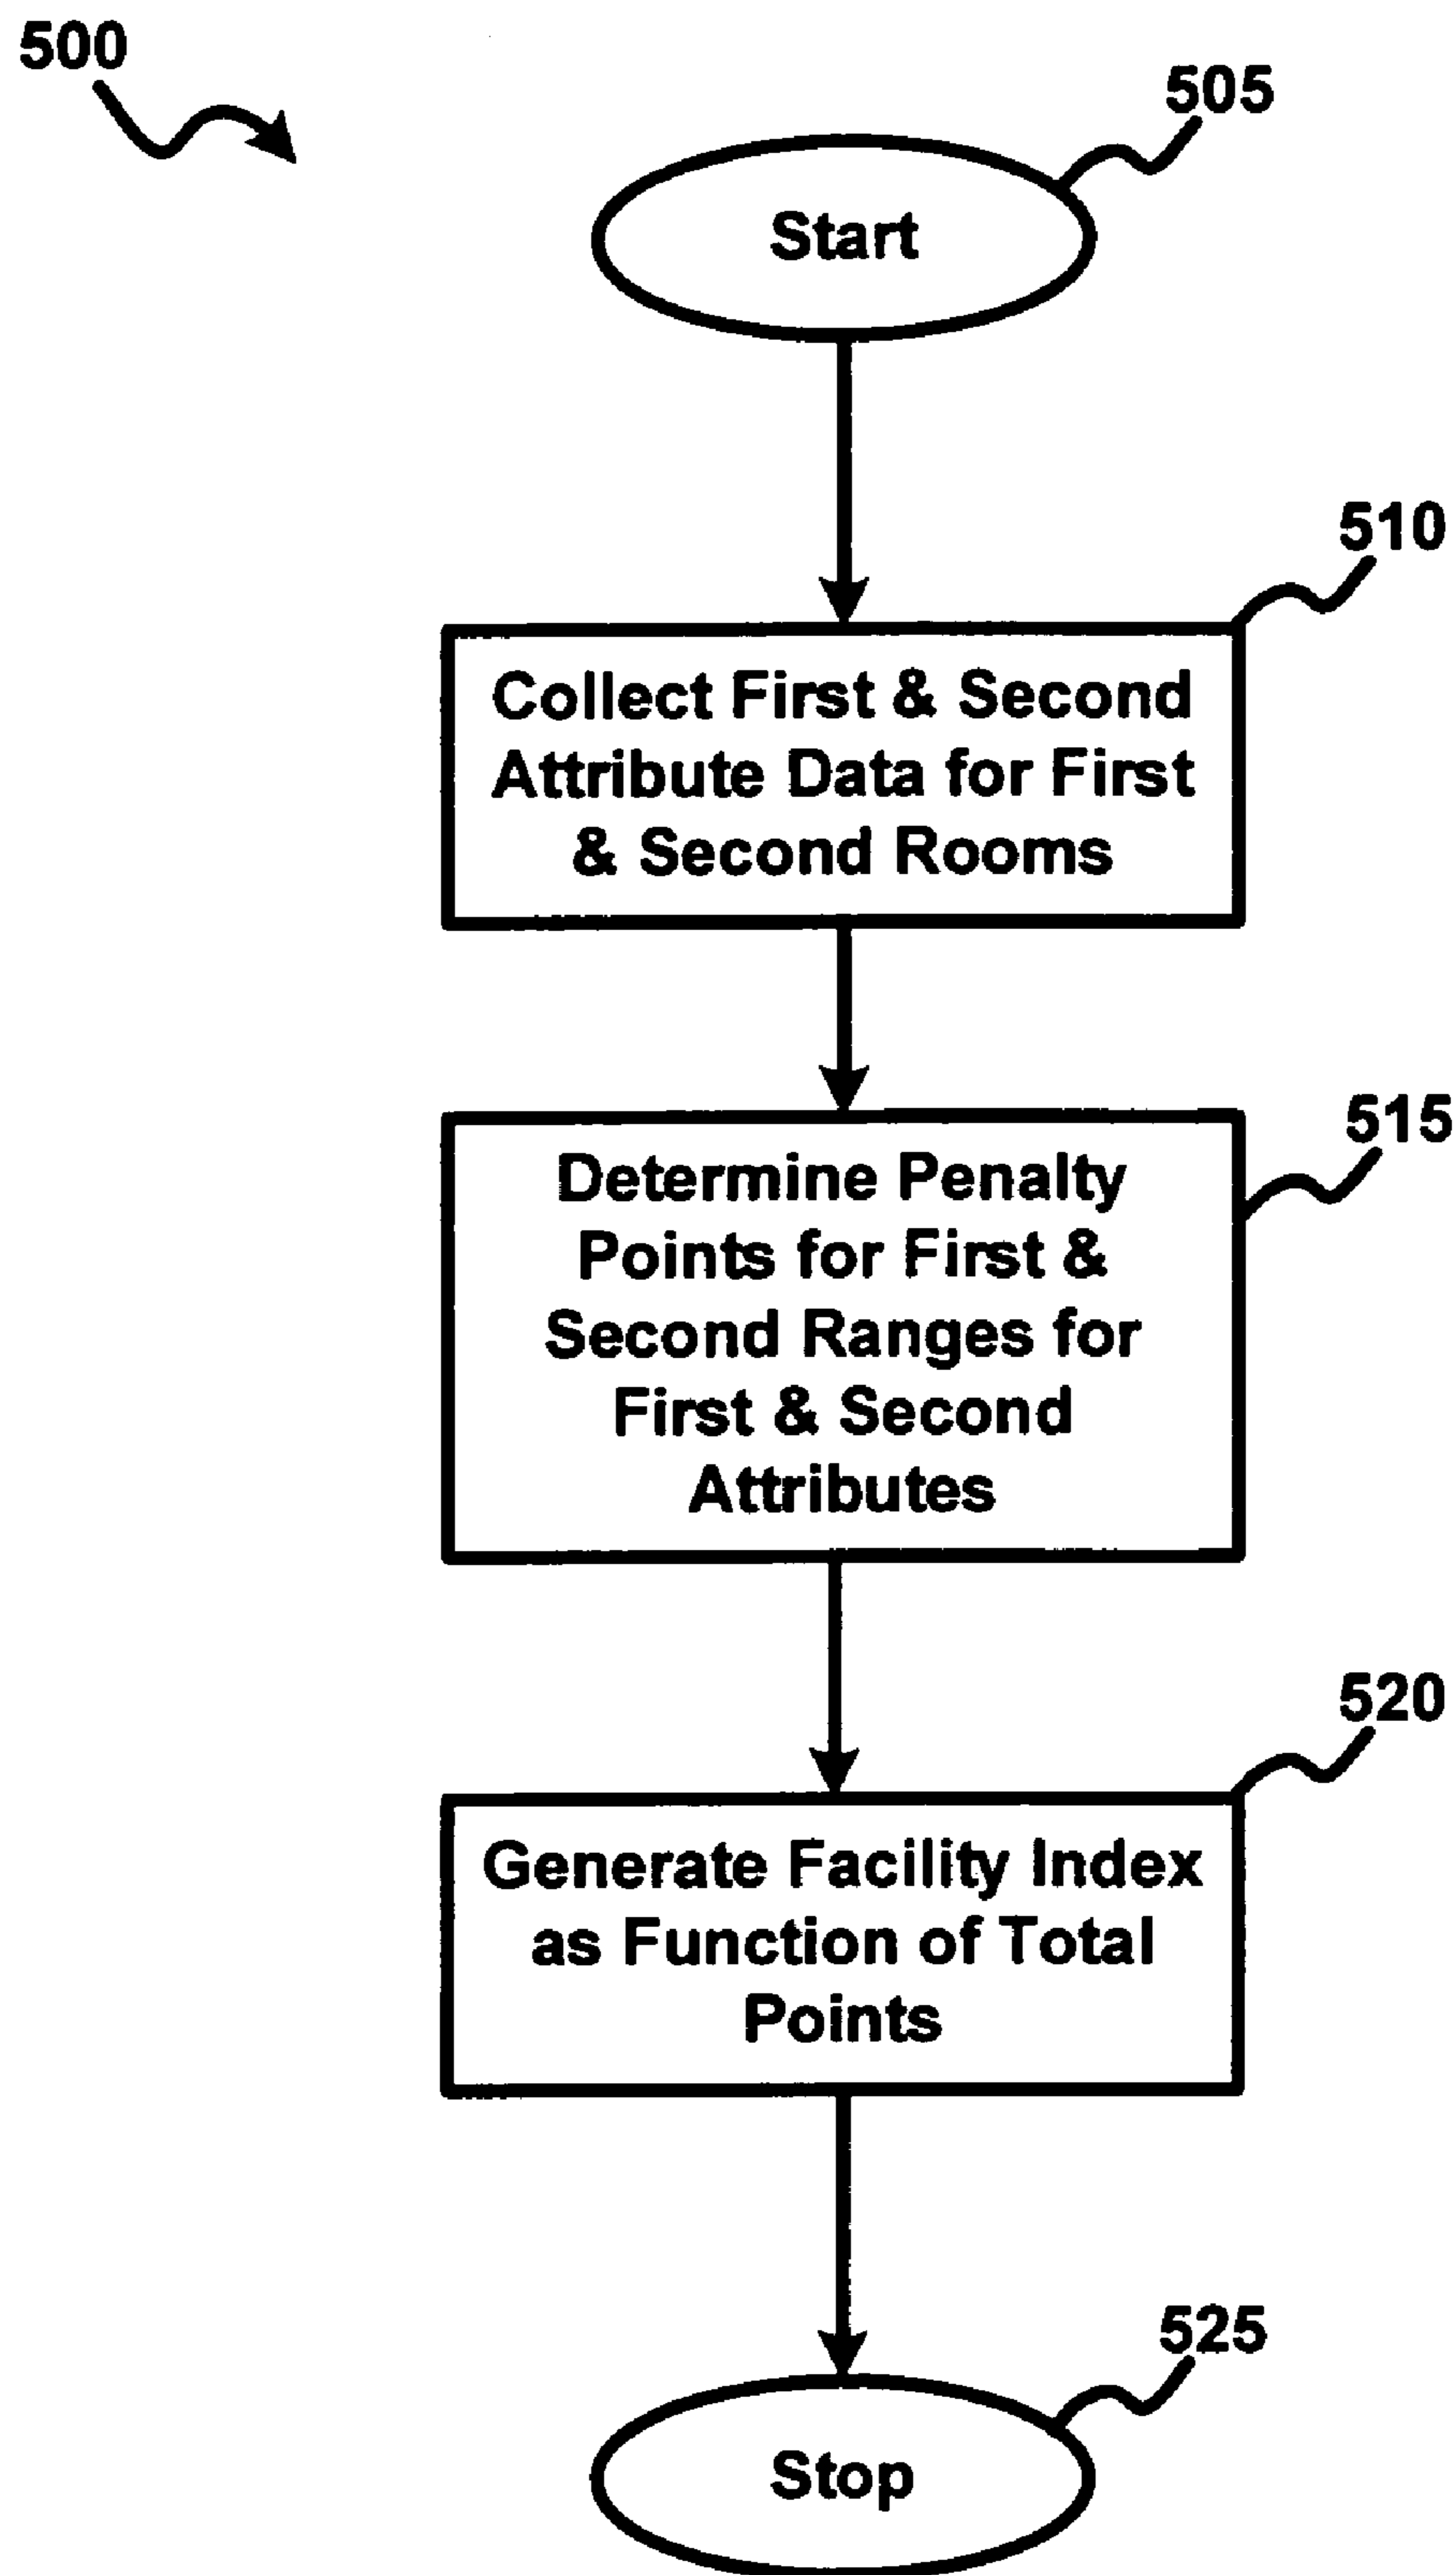 500
505
Start
510
Collect First & Second
Attribute Data for First
& Second Rooms
515
Determine Penalty
Points for First &
Second Ranges for
First & Second
Attributes
520
Generate Facility Index
as Function of Total
Points
525
Stop